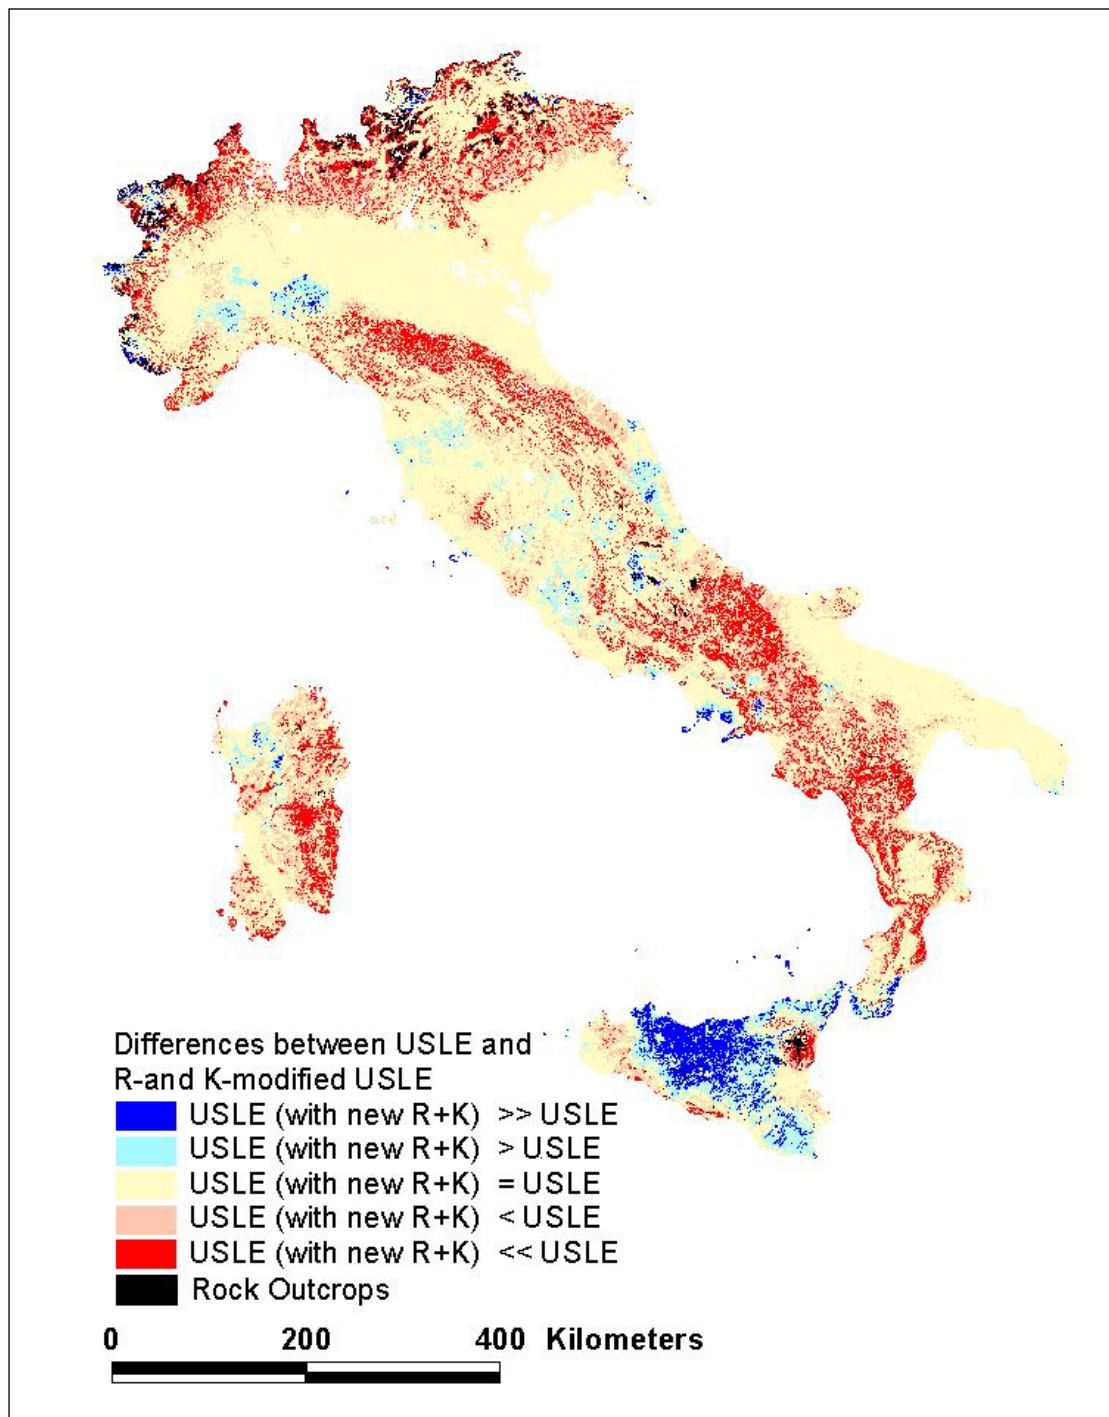 Differences between USLE and
R-and K-modified USLE
USLE (with new R+K) >> USLE
USLE (with new R+K) > USLE
USLE (with new R+K) = USLE
USLE (with new R+K) < USLE
USLE (with new R+K) << USLE
Rock Outcrops
0 200 400 Kilometers